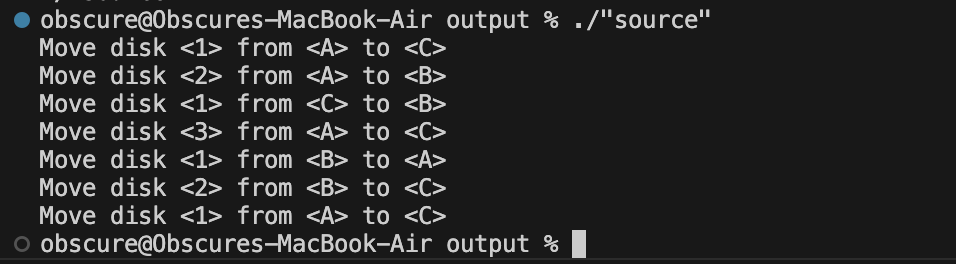 obscure@Obscures-MacBook-Air output % ./"source"
Move disk <1> from <A> to <C>
Move disk <2> from <A> to <B>
Move disk <1> from <C> to <B>
Move disk <3> from <A> to <C>
Move disk <1> from <B> to <A>
Move disk <2> from <B> to <C>
Move disk <1> from <A> to <C>
obscure@Obscures-MacBook-Air output %